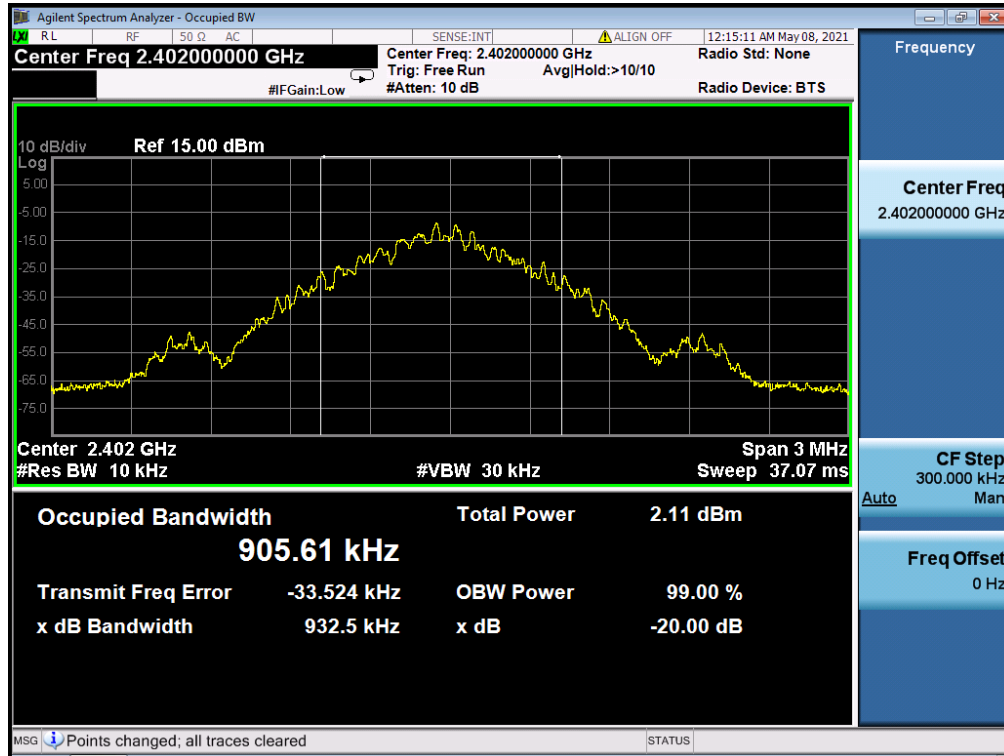 Agilent Spectrum Analyzer - Occupied BW
LXI RL RF 50 Ω AC SENSE:INT ALIGN OFF 12:15:11 AM May 08, 2021
Center Freq 2.402000000 GHz
Center Freq: 2.402000000 GHz Radio Std: None
Trig: Free Run Avg|Hold:>10/10
#IFGain:Low #Atten: 10 dB Radio Device: BTS
10 dB/div Ref 15.00 dBm
Log
5.00
-5.00
-15.0
-25.0
-35.0
-45.0
-55.0
-65.0
-75.0
Center 2.402 GHz Span 3 MHz
#Res BW 10 kHz #VBW 30 kHz Sweep 37.07 ms
Occupied Bandwidth Total Power 2.11 dBm
905.61 kHz
Transmit Freq Error -33.524 kHz OBW Power 99.00 %
x dB Bandwidth 932.5 kHz x dB -20.00 dB
Frequency
Center Freq
2.402000000 GHz
CF Step
300.000 kHz
Auto Man
Freq Offset
0 Hz
MSG Points changed; all traces cleared STATUS